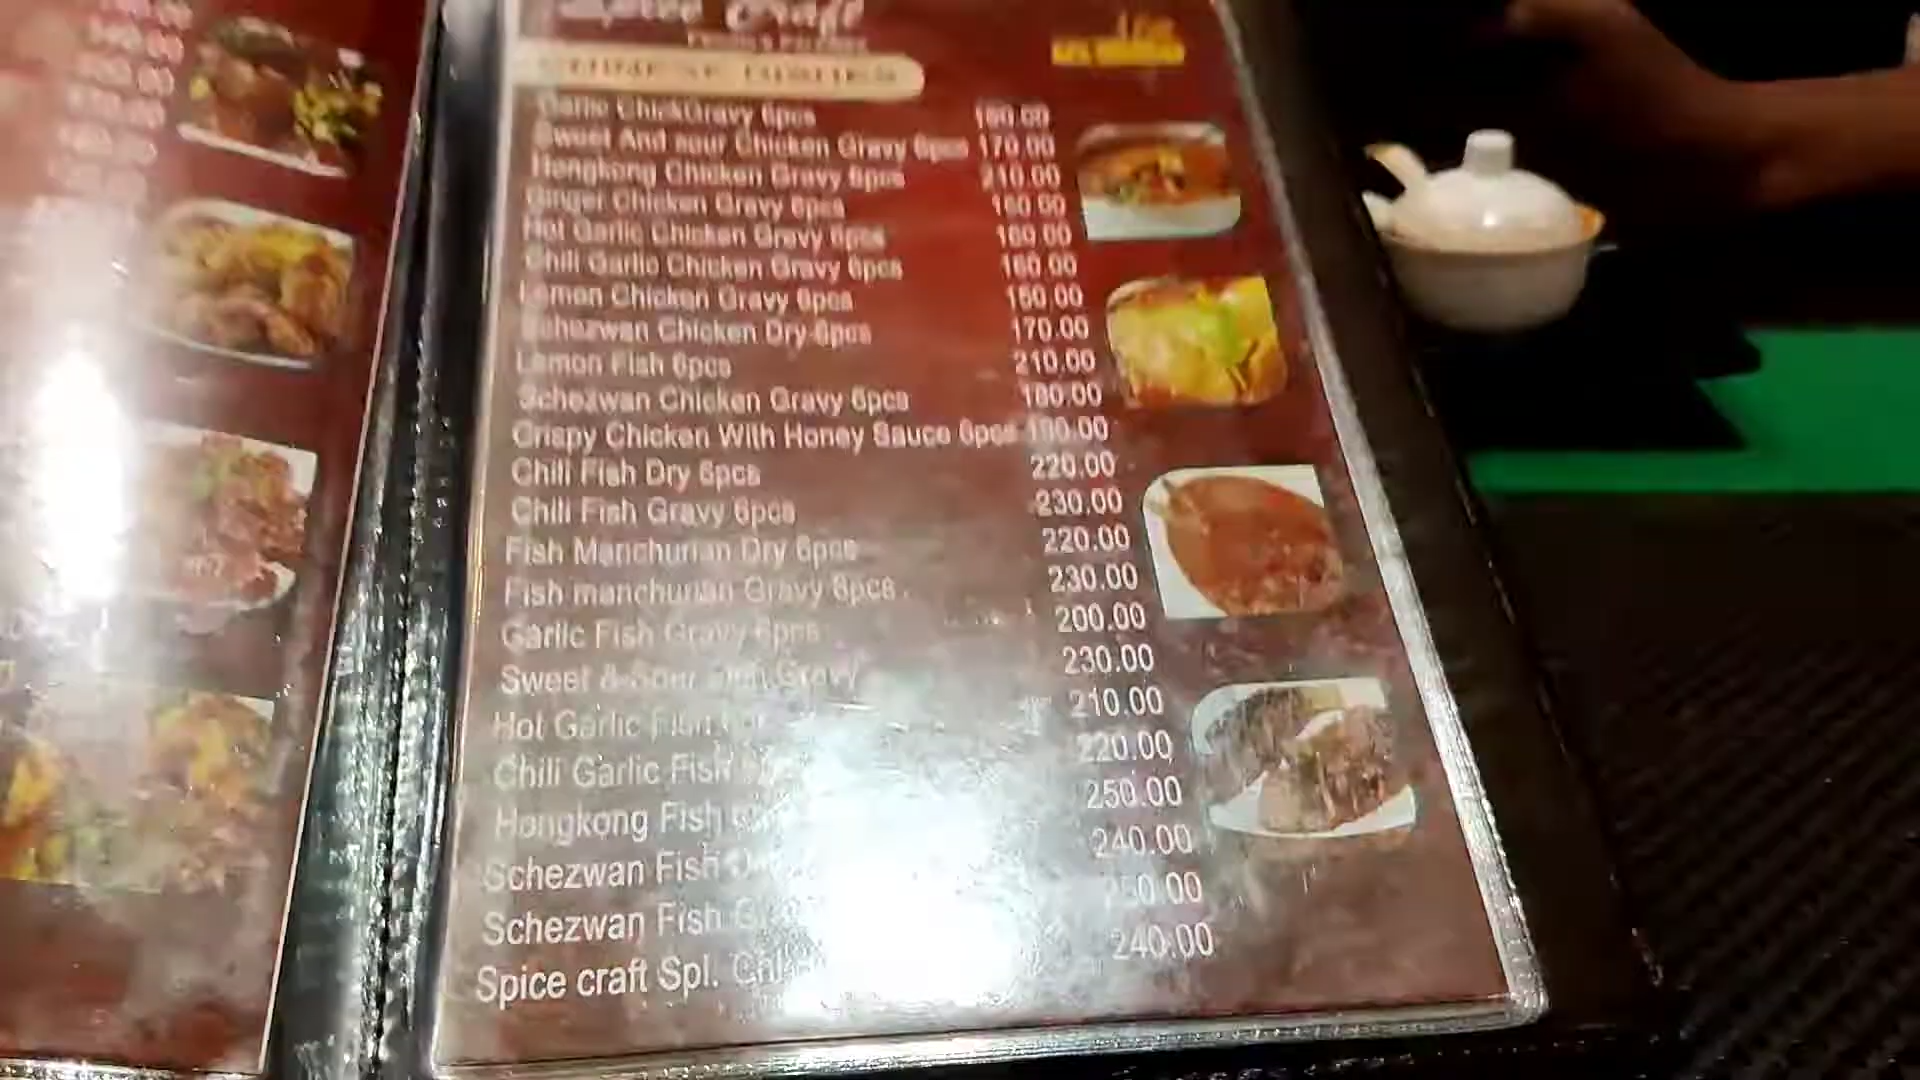 Spice Craft
CHINESE DISHES
Garlic ChickGravy 6pcs 160.00
Sweet And sour Chicken Gravy 6pcs 170.00
Hongkong Chicken Gravy 6pcs 210.00
Ginger Chicken Gravy 6pcs 160.00
Hot Garlic Chicken Gravy 6pcs 160.00
Chili Garlic Chicken Gravy 6pcs 160.00
Lemon Chicken Gravy 6pcs 150.00
Schezwan Chicken Dry 6pcs 170.00
Lemon Fish 6pcs 210.00
Schezwan Chicken Gravy 6pcs 180.00
Crispy Chicken With Honey Sauce 6pcs 190.00
Chili Fish Dry 6pcs 220.00
Chili Fish Gravy 6pcs 230.00
Fish Manchurian Dry 6pcs 220.00
Fish manchurian Gravy 6pcs 230.00
Garlic Fish Gravy 6pcs 200.00
Sweet & Sour Fish Gravy 230.00
Hot Garlic Fish 210.00
Chili Garlic Fish 220.00
Hongkong Fish 250.00
Schezwan Fish 240.00
Schezwan Fish 250.00
Spice craft Spl. 240.00